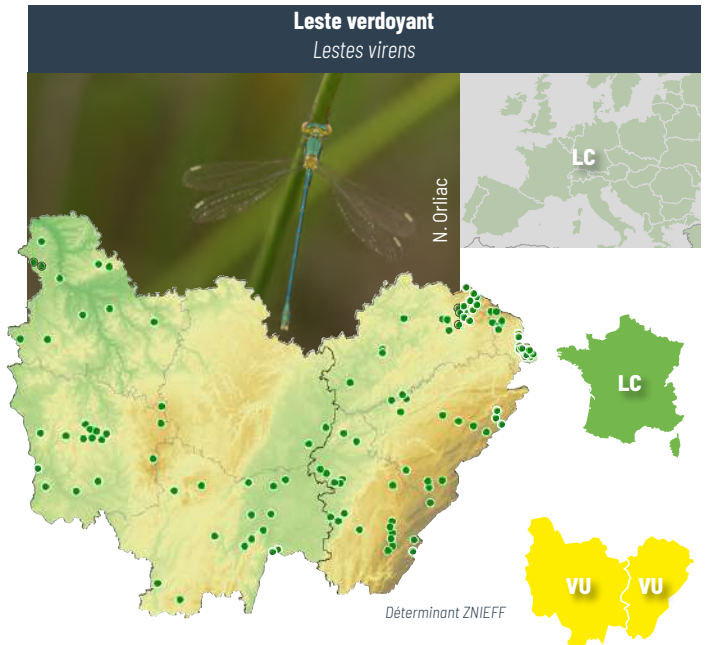 Leste verdoyant
Lestes virens
N. Orliac
LC
LC
VU
VU
Déterminant ZNIEFF